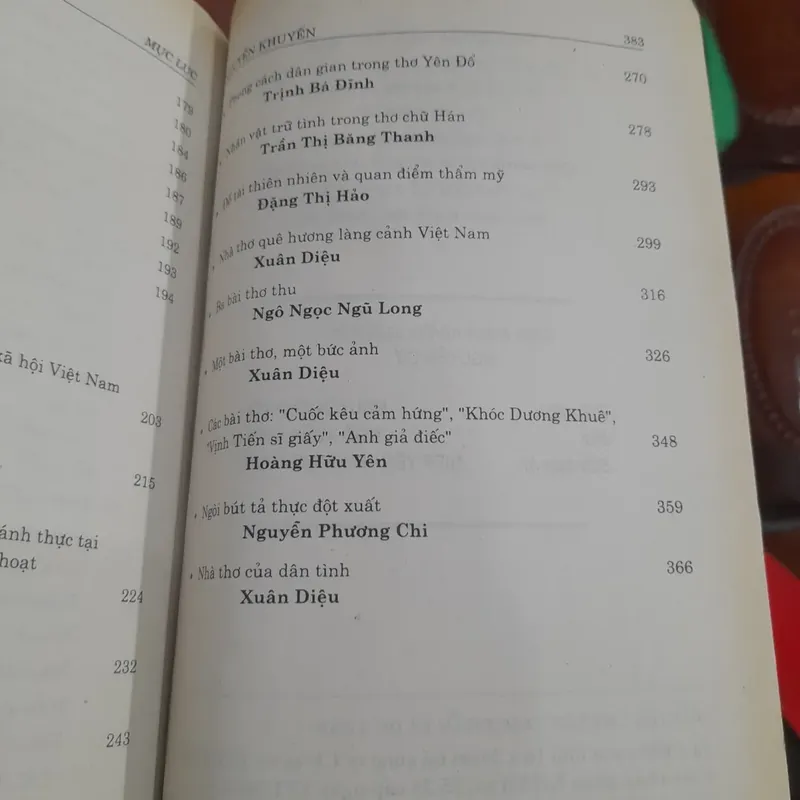 MỤC LỤC
179
180
184
186
187
189
192
193
194
xã hội Việt Nam
203
215
ánh thực tại
hoạt
224
232
243
NGUYỄN KHUYẾN
383
Phong cách dân gian trong thơ Yên Đổ 270
Trịnh Bá Đĩnh
Nhân vật trữ tình trong thơ chữ Hán 278
Trần Thị Băng Thanh
Đề tài thiên nhiên và quan điểm thẩm mỹ 293
Đặng Thị Hảo
Nhà thơ quê hương làng cảnh Việt Nam 299
Xuân Diệu
Ba bài thơ thu 316
Ngô Ngọc Ngũ Long
Một bài thơ, một bức ảnh 326
Xuân Diệu
Các bài thơ: "Cuốc kêu cảm hứng", "Khóc Dương Khuê",
"Vịnh Tiến sĩ giấy", "Anh giả điếc" 348
Hoàng Hữu Yên
Ngòi bút tả thực đột xuất 359
Nguyễn Phương Chi
Nhà thơ của dân tình 366
Xuân Diệu